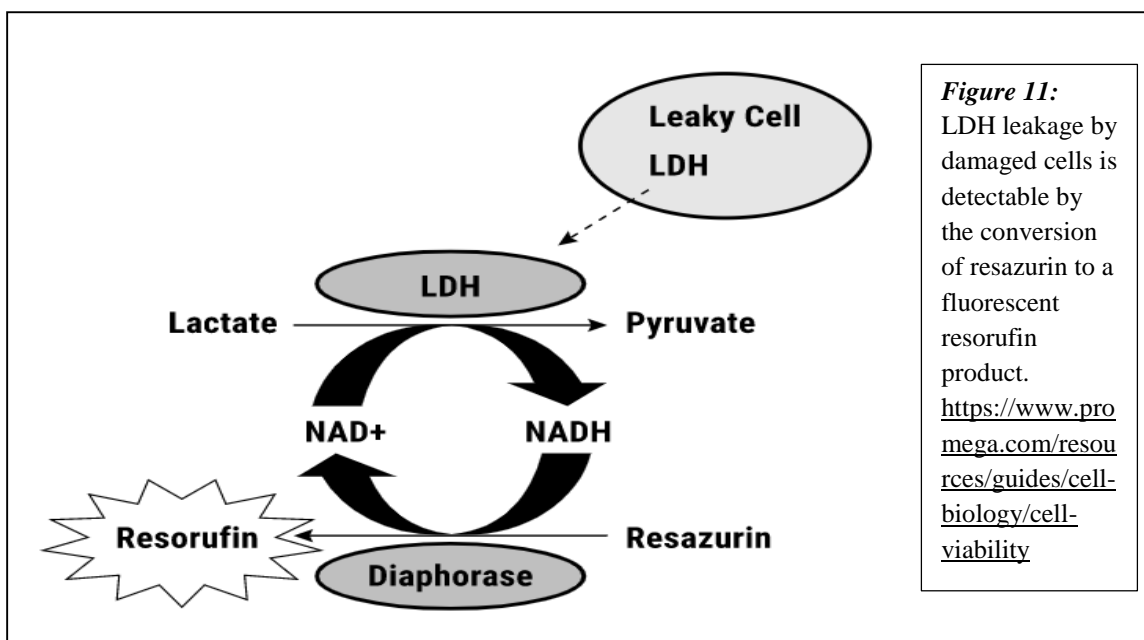 Leaky Cell
LDH
LDH
Lactate
Pyruvate
NAD+
NADH
Resorufin
Resazurin
Diaphorase
Figure 11:
LDH leakage by
damaged cells is
detectable by
the conversion
of resazurin to a
fluorescent
resorufin
product.
https://www.pro
mega.com/resou
rces/guides/cell-
biology/cell-
viability